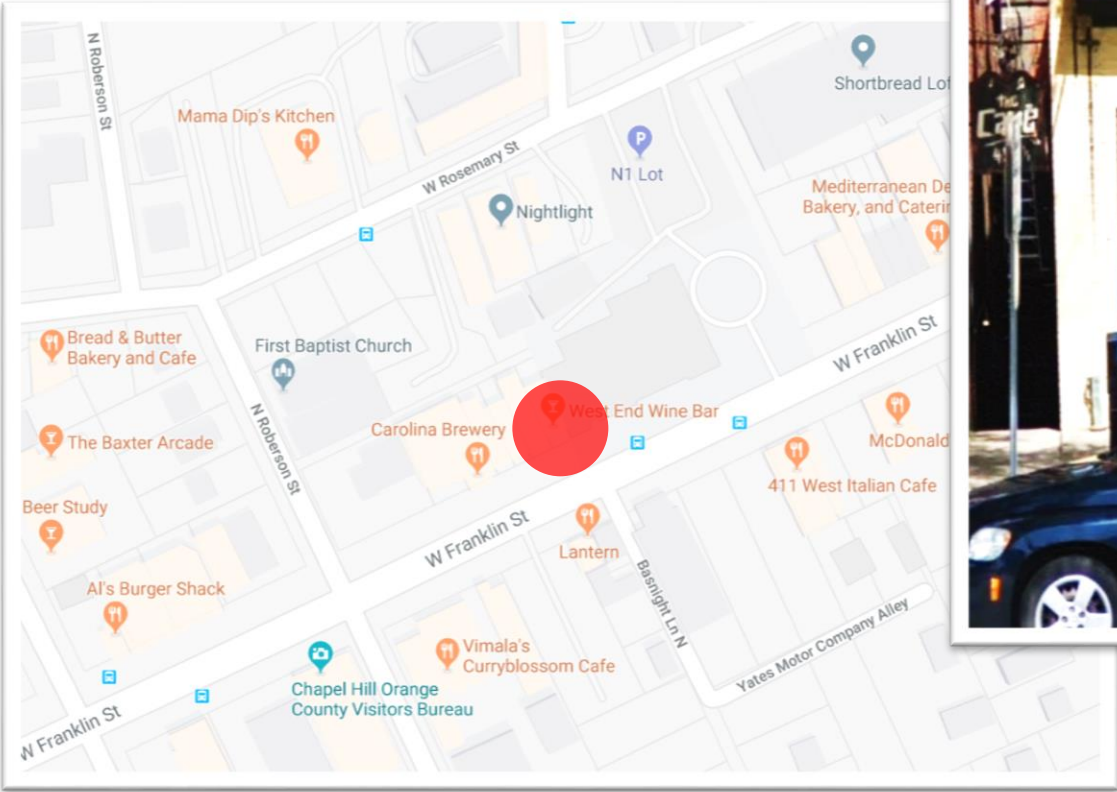 N Roberson St
Shortbread Lof
Mama Dip's Kitchen
P
N1 Lot
W Rosemary St
Mediterranean De
Bakery, and Caterin
Nightlight
W Franklin St
Bread & Butter
Bakery and Cafe
First Baptist Church
N Roberson St
Carolina Brewery
West End Wine Bar
McDonald
The Baxter Arcade
411 West Italian Cafe
Beer Study
W Franklin St
Lantern
Basnight Ln N
Al's Burger Shack
Yates Motor Company Alley
Vimala's
Curryblossom Cafe
Chapel Hill Orange
County Visitors Bureau
W Franklin St
THE